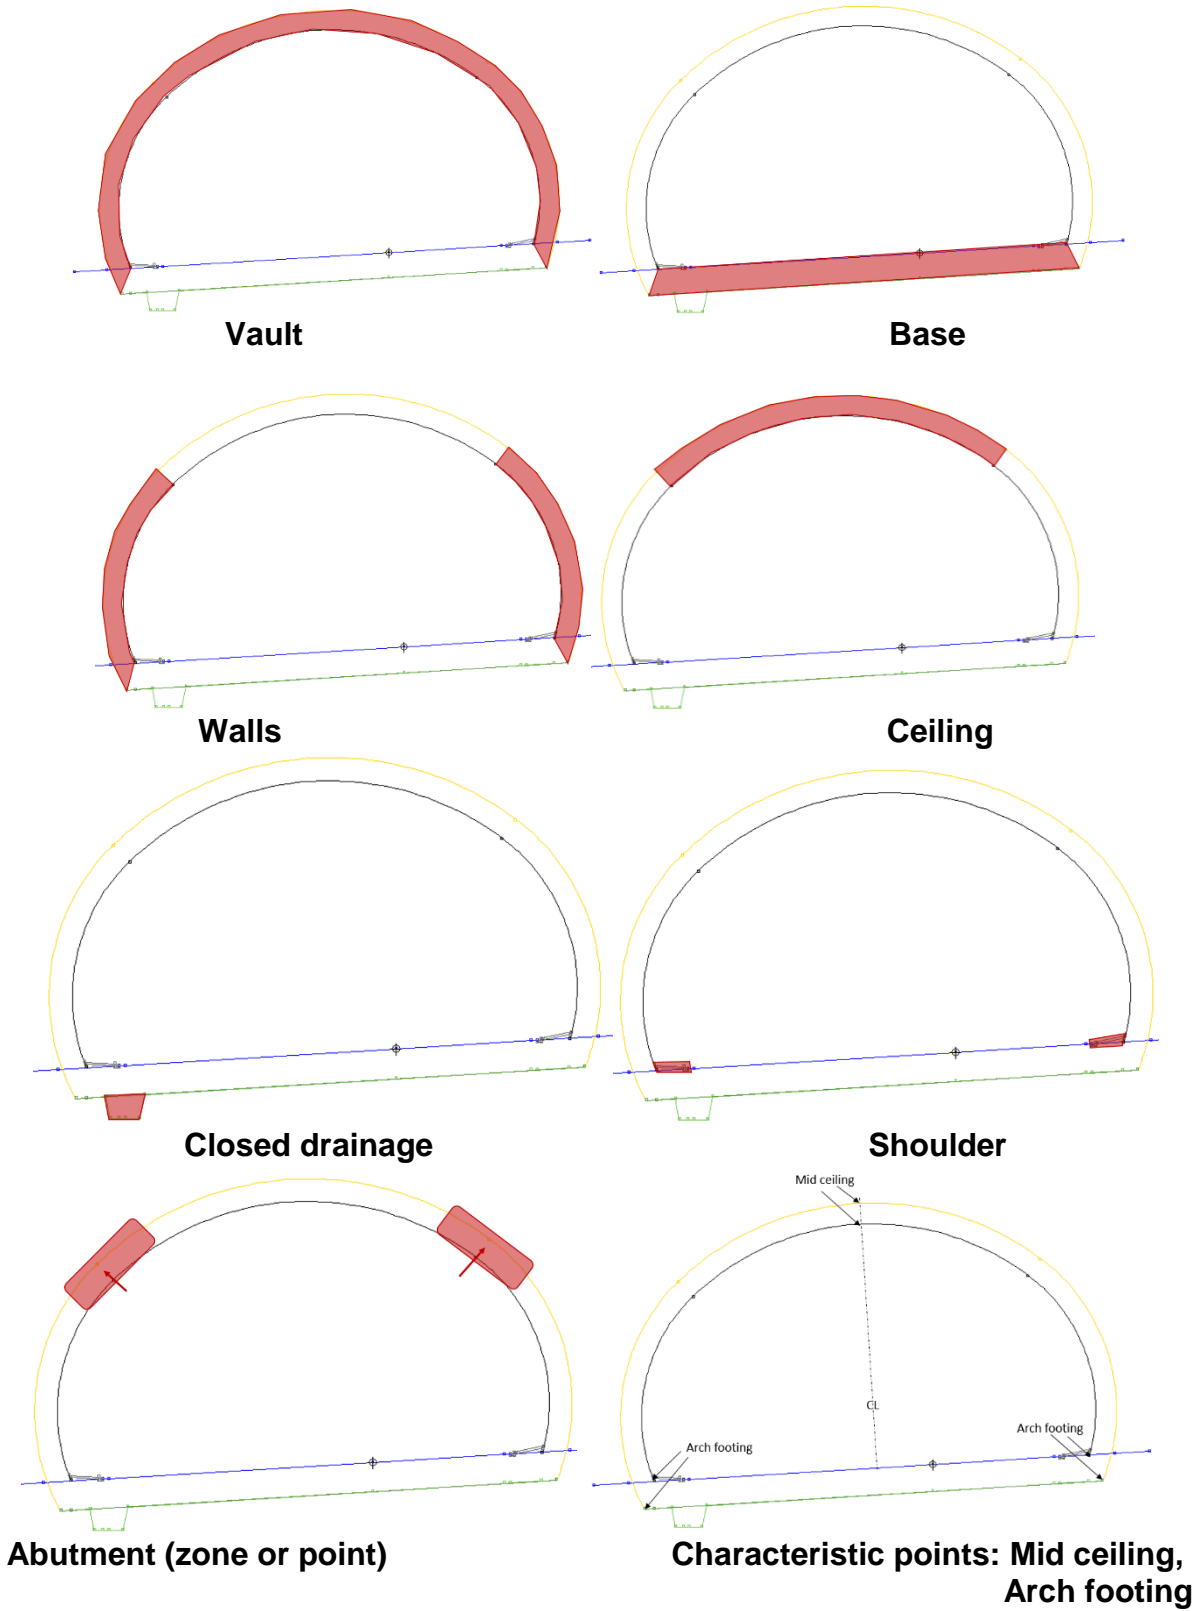 Vault
Base
Walls
Ceiling
Closed drainage
Shoulder
Mid ceiling
CL
Arch footing
Arch footing
Abutment (zone or point)
Characteristic points: Mid ceiling,
Arch footing